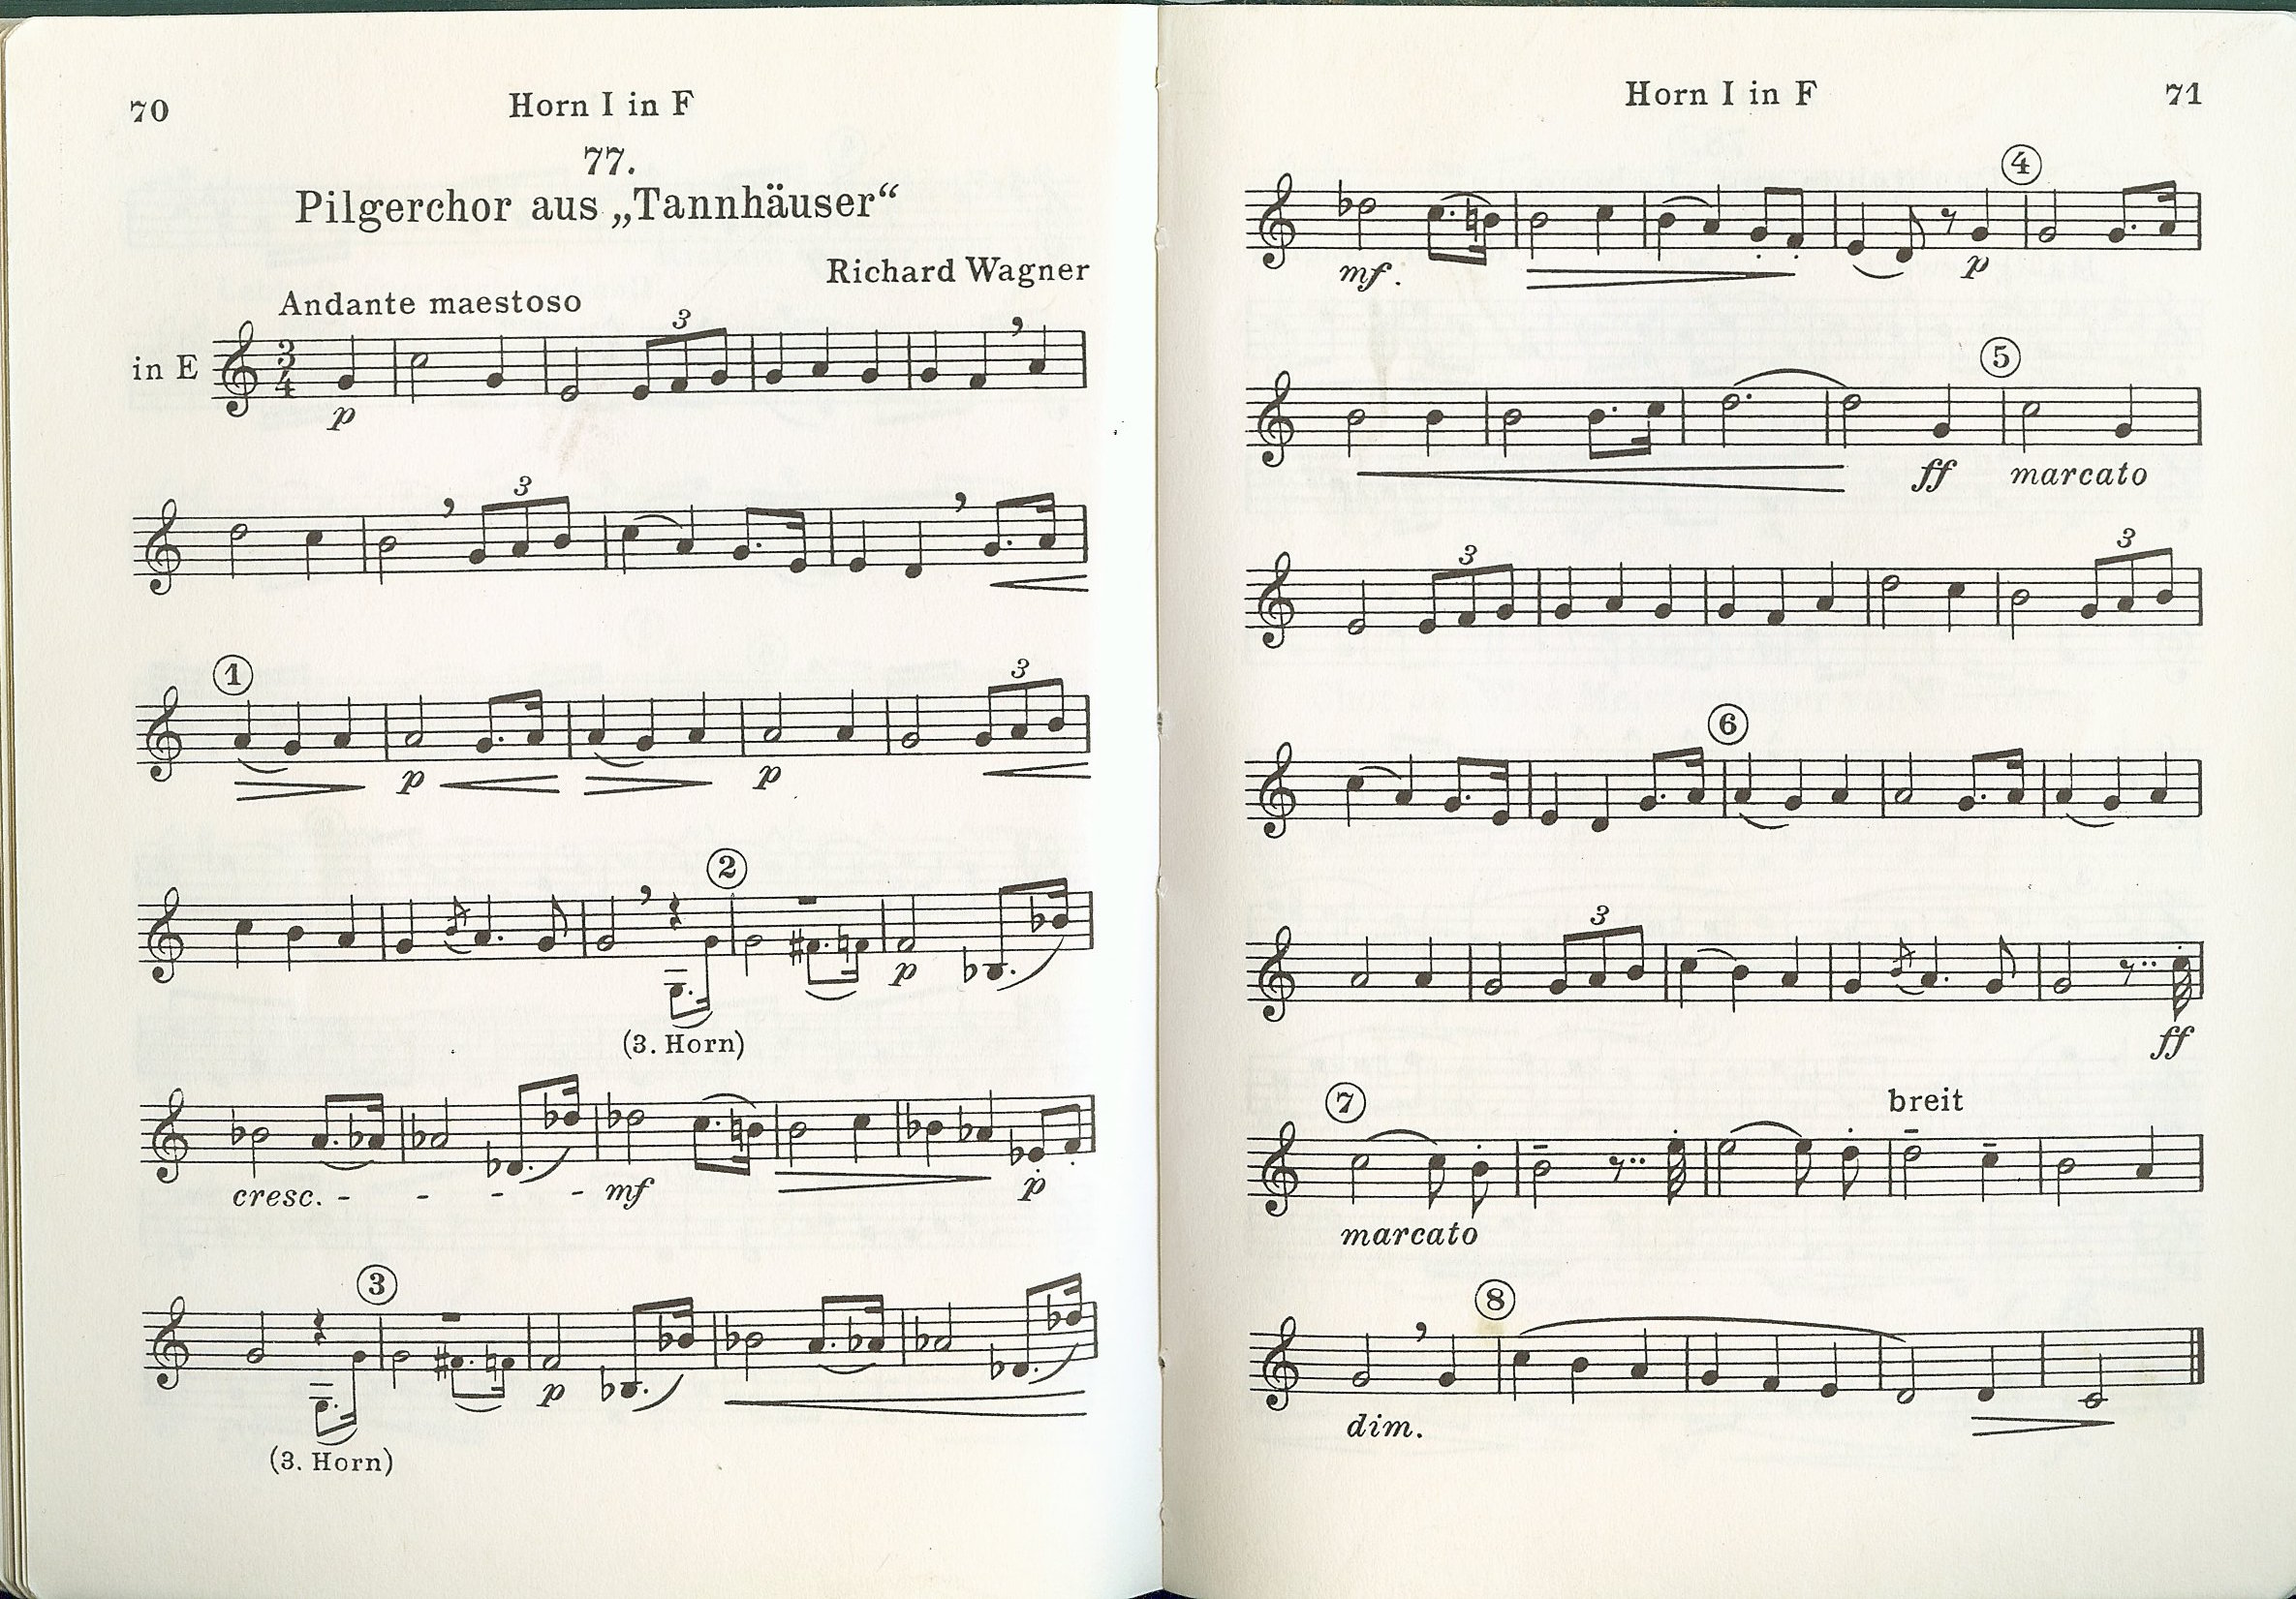 70 Horn I in F
77.
Pilgerchor aus „Tannhäuser“
Richard Wagner
Andante maestoso
in E 3 4 3
p
3
1 3
p p
2
p
(3. Horn)
cresc. - - - - mf p
3
p
(3. Horn)
Horn I in F 71
4
mf. p
5
ff marcato
3 3
6
3
ff
7 breit
marcato
8
dim.